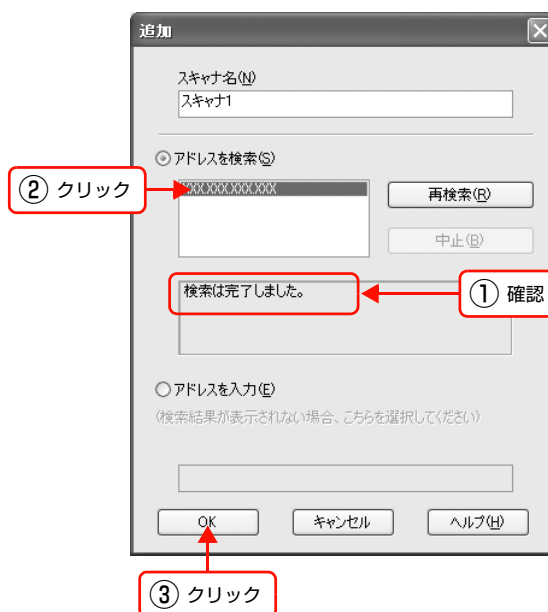 追加
スキャナ名(N)
スキャナ1
アドレスを検索(S)
② クリック
XXX.XXX.XXX.XXX
再検索(R)
中止(B)
検索は完了しました。
① 確認
アドレスを入力(E)
(検索結果が表示されない場合、こちらを選択してください)
OK
キャンセル
ヘルプ(H)
③ クリック